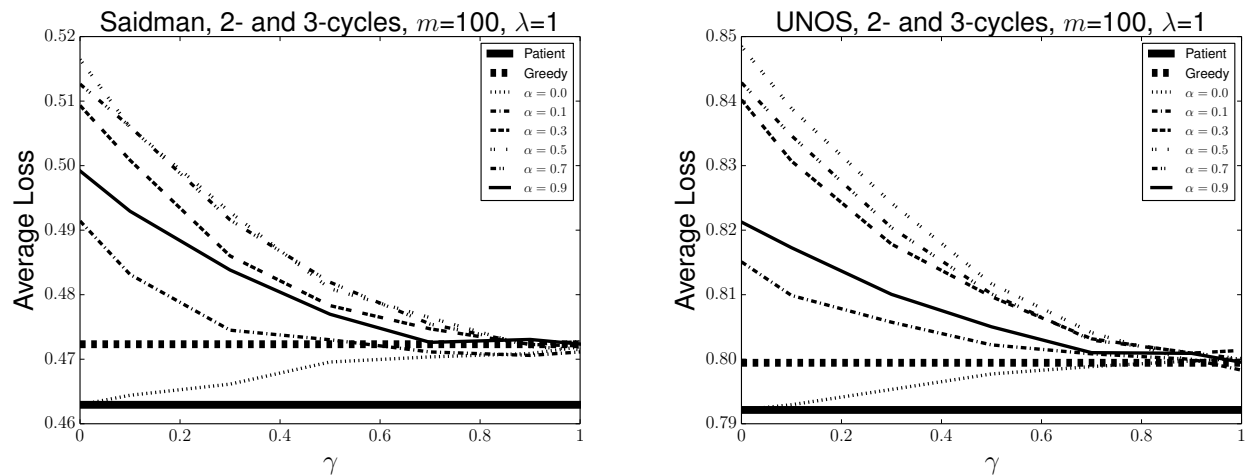 Saidman, 2- and 3-cycles, m=100, λ=1
0.52
0.51
0.50
0.49
0.48
0.47
0.46
Average Loss
Patient
Greedy
α = 0.0
α = 0.1
α = 0.3
α = 0.5
α = 0.7
α = 0.9
0
0.2
0.4
0.6
0.8
1
γ
UNOS, 2- and 3-cycles, m=100, λ=1
0.85
0.84
0.83
0.82
0.81
0.80
0.79
Average Loss
Patient
Greedy
α = 0.0
α = 0.1
α = 0.3
α = 0.5
α = 0.7
α = 0.9
0
0.2
0.4
0.6
0.8
1
γ